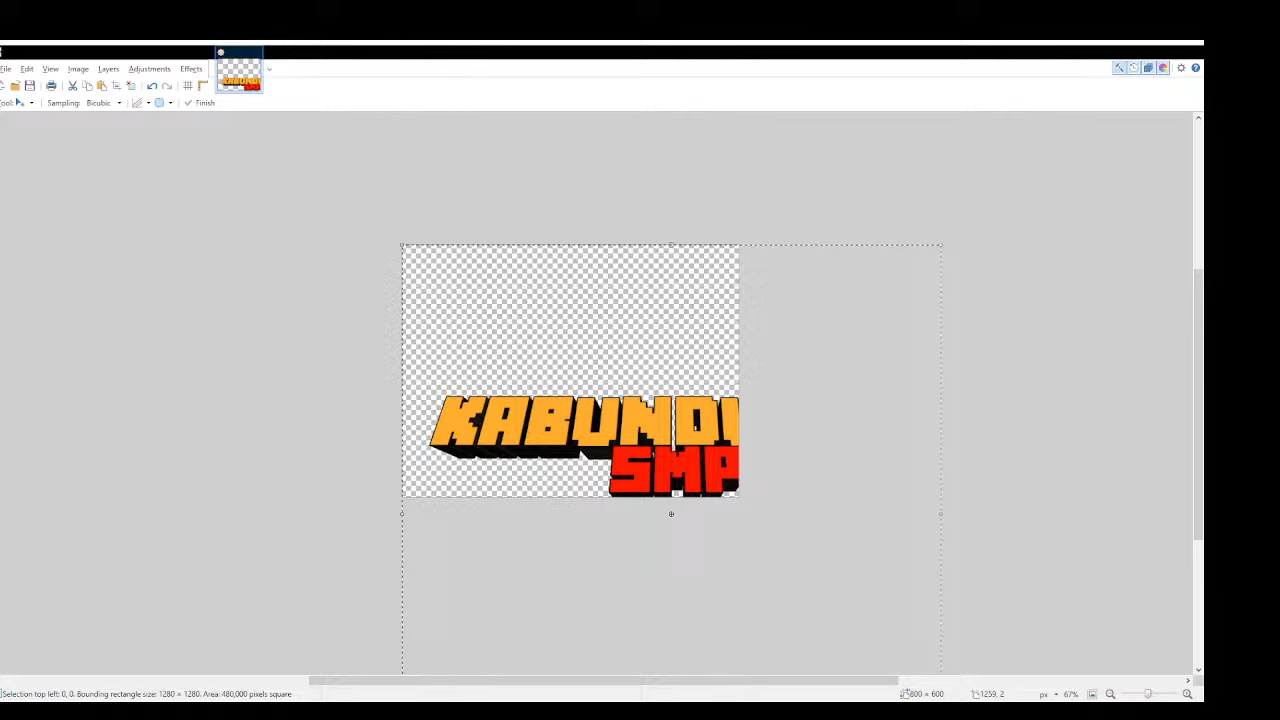 File Edit View Image Layers Adjustments Effects
Tool: Sampling: Bicubic Finish
KABUNDI
SMP
Selection top left: 0, 0. Bounding rectangle size: 1280 × 1280. Area: 480,000 pixels square
800 × 600
1259, 2
px
67%